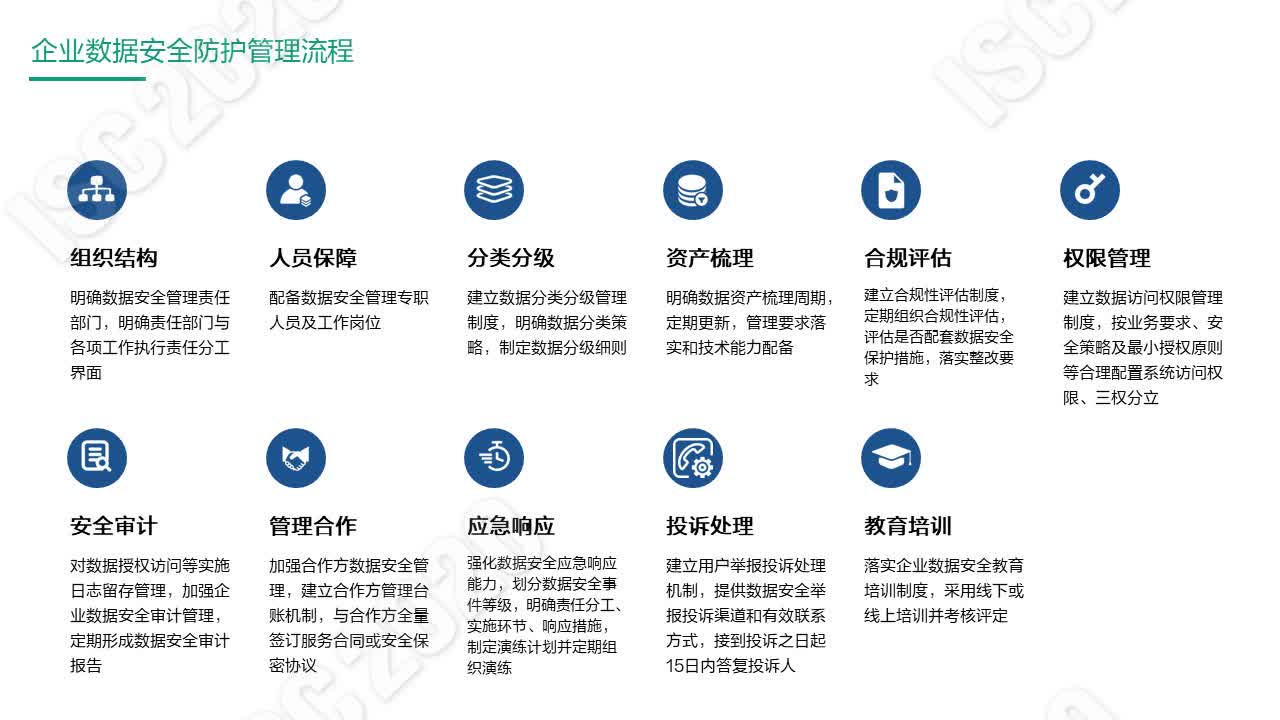 企业数据安全防护管理流程
组织结构
明确数据安全管理责任
部门，明确责任部门与
各项工作执行责任分工
界面
人员保障
配备数据安全管理专职
人员及工作岗位
分类分级
建立数据分类分级管理
制度，明确数据分类策
略，制定数据分级细则
资产梳理
明确数据资产梳理周期，
定期更新，管理要求落
实和技术能力配备
合规评估
建立合规性评估制度，
定期组织合规性评估，
评估是否配套数据安全
保护措施，落实整改要
求
权限管理
建立数据访问权限管理
制度，按业务要求、安
全策略及最小授权原则
等合理配置系统访问权
限、三权分立
安全审计
对数据授权访问等实施
日志留存管理，加强企
业数据安全审计管理，
定期形成数据安全审计
报告
管理合作
加强合作方数据安全管
理，建立合作方管理台
账机制，与合作方全量
签订服务合同或安全保
密协议
应急响应
强化数据安全应急响应
能力，划分数据安全事
件等级，明确责任分工、
实施环节、响应措施，
制定演练计划并定期组
织演练
投诉处理
建立用户举报投诉处理
机制，提供数据安全举
报投诉渠道和有效联系
方式，接到投诉之日起
15日内答复投诉人
教育培训
落实企业数据安全教育
培训制度，采用线下或
线上培训并考核评定
ISC 2020
ISC
ISC 2020